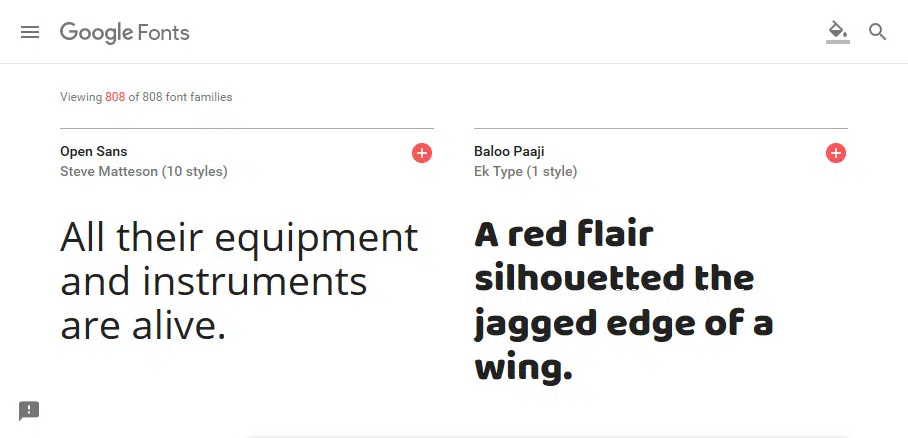 Google Fonts
Viewing 808 of 808 font families
Open Sans
Steve Matteson (10 styles)
All their equipment
and instruments
are alive.
Baloo Paaji
Ek Type (1 style)
A red flair
silhouetted the
jagged edge of a
wing.